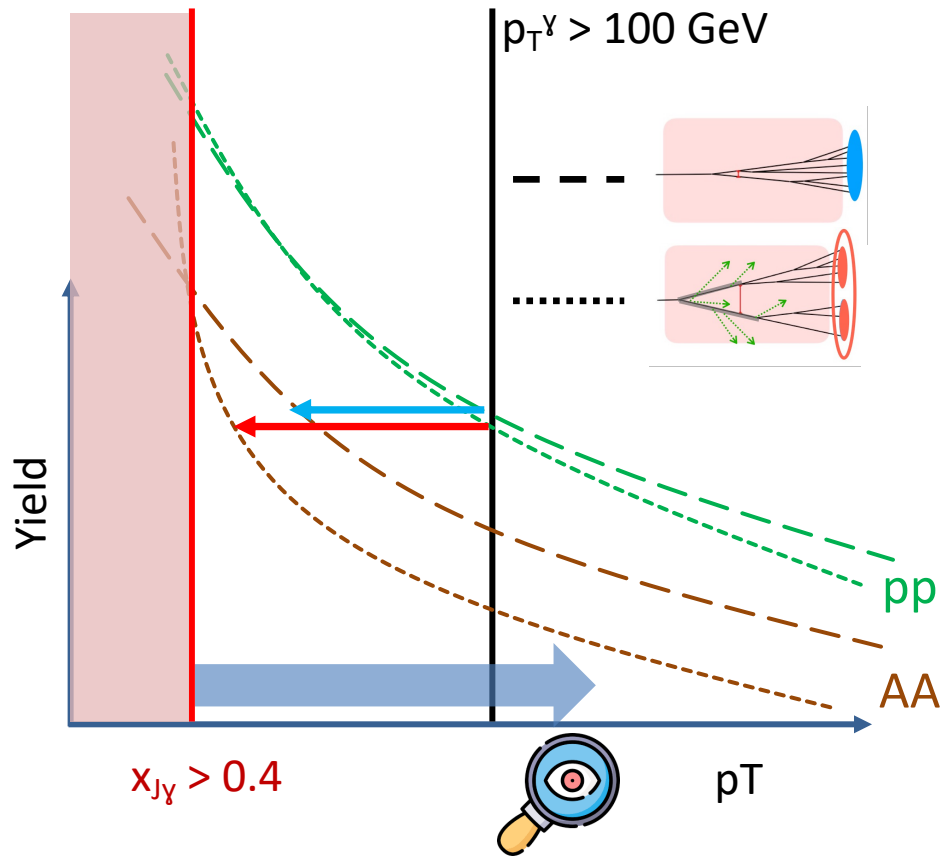 p_T^γ > 100 GeV
Yield
pp
AA
x_Jγ > 0.4
pT